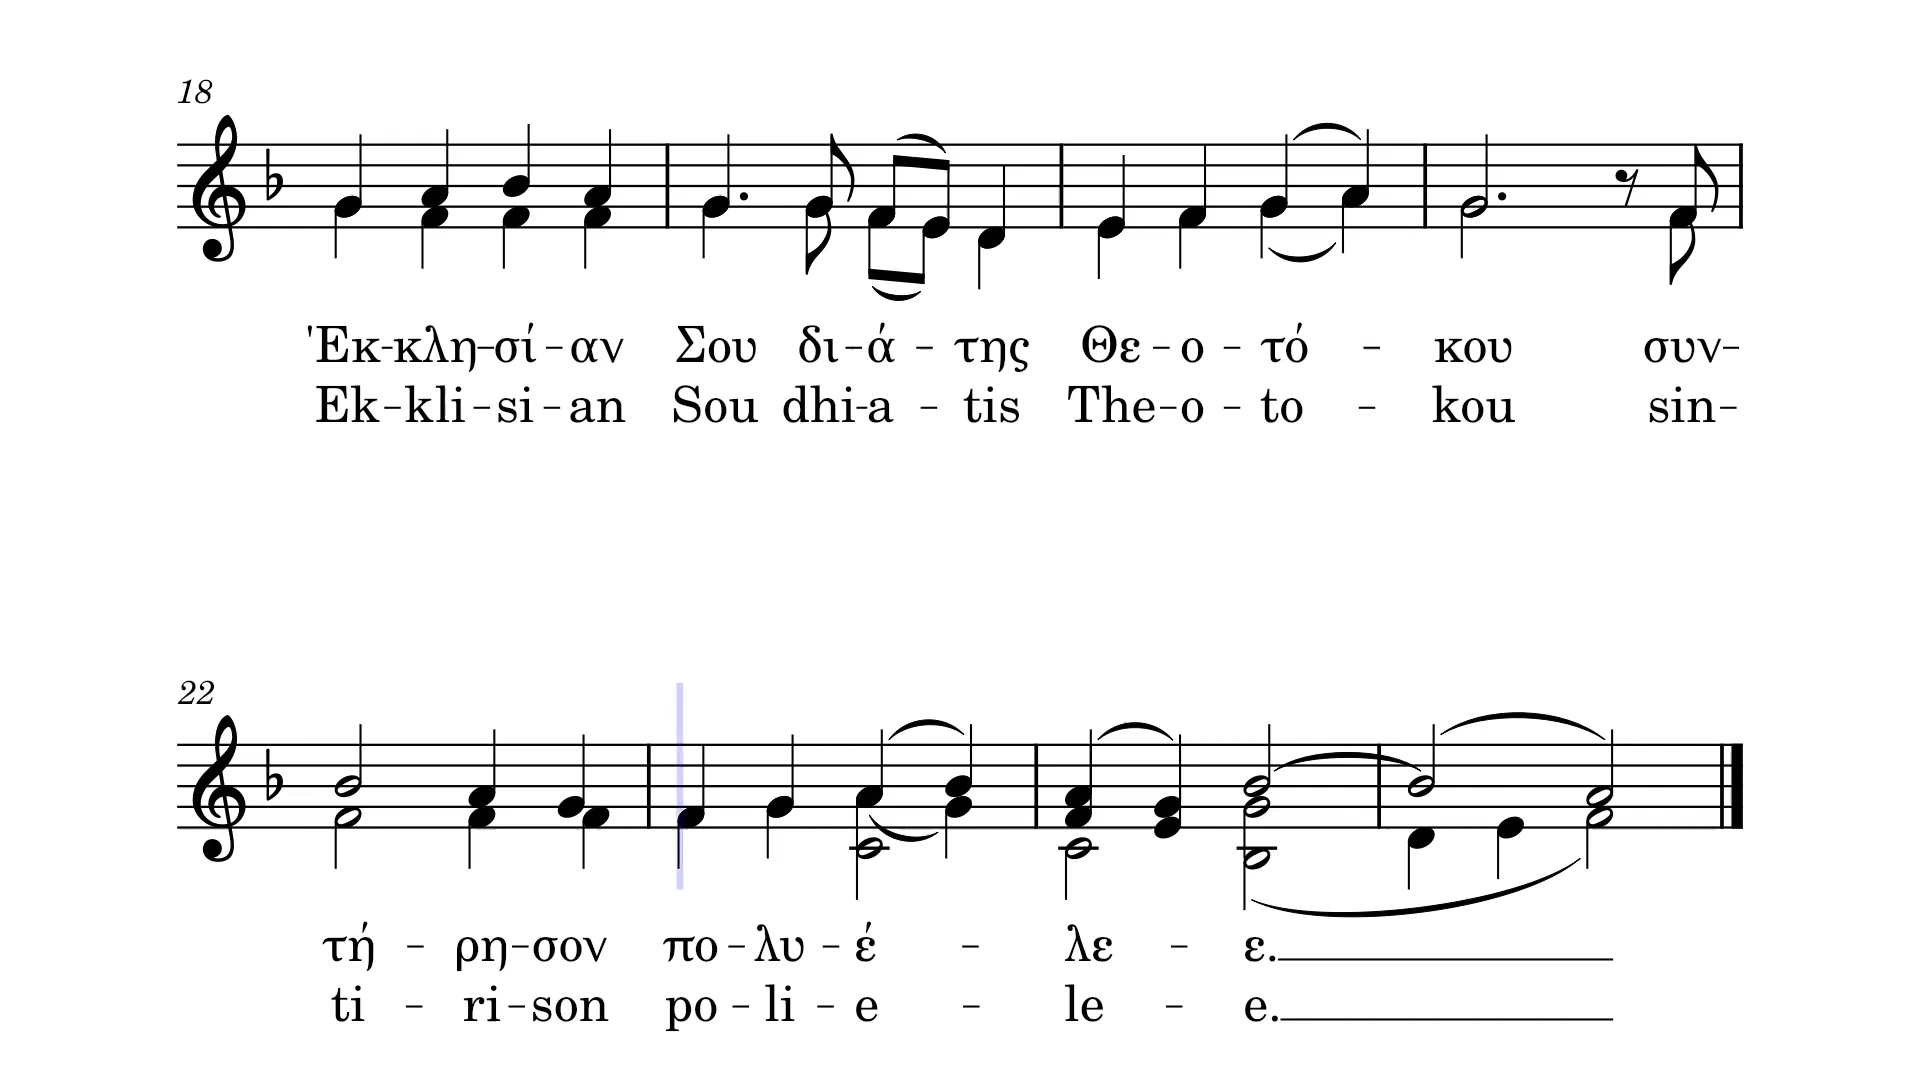 18
'Εκ-κλη-σί-αν Σου δι-ά - της Θε-ο - τό - κου συν-
Ek-kli-si-an Sou dhi-a - tis The-o - to - kou sin-
22
τή - ρη-σον πο-λυ-έ - λε - ε.
ti - ri-son po-li-e - le - e.